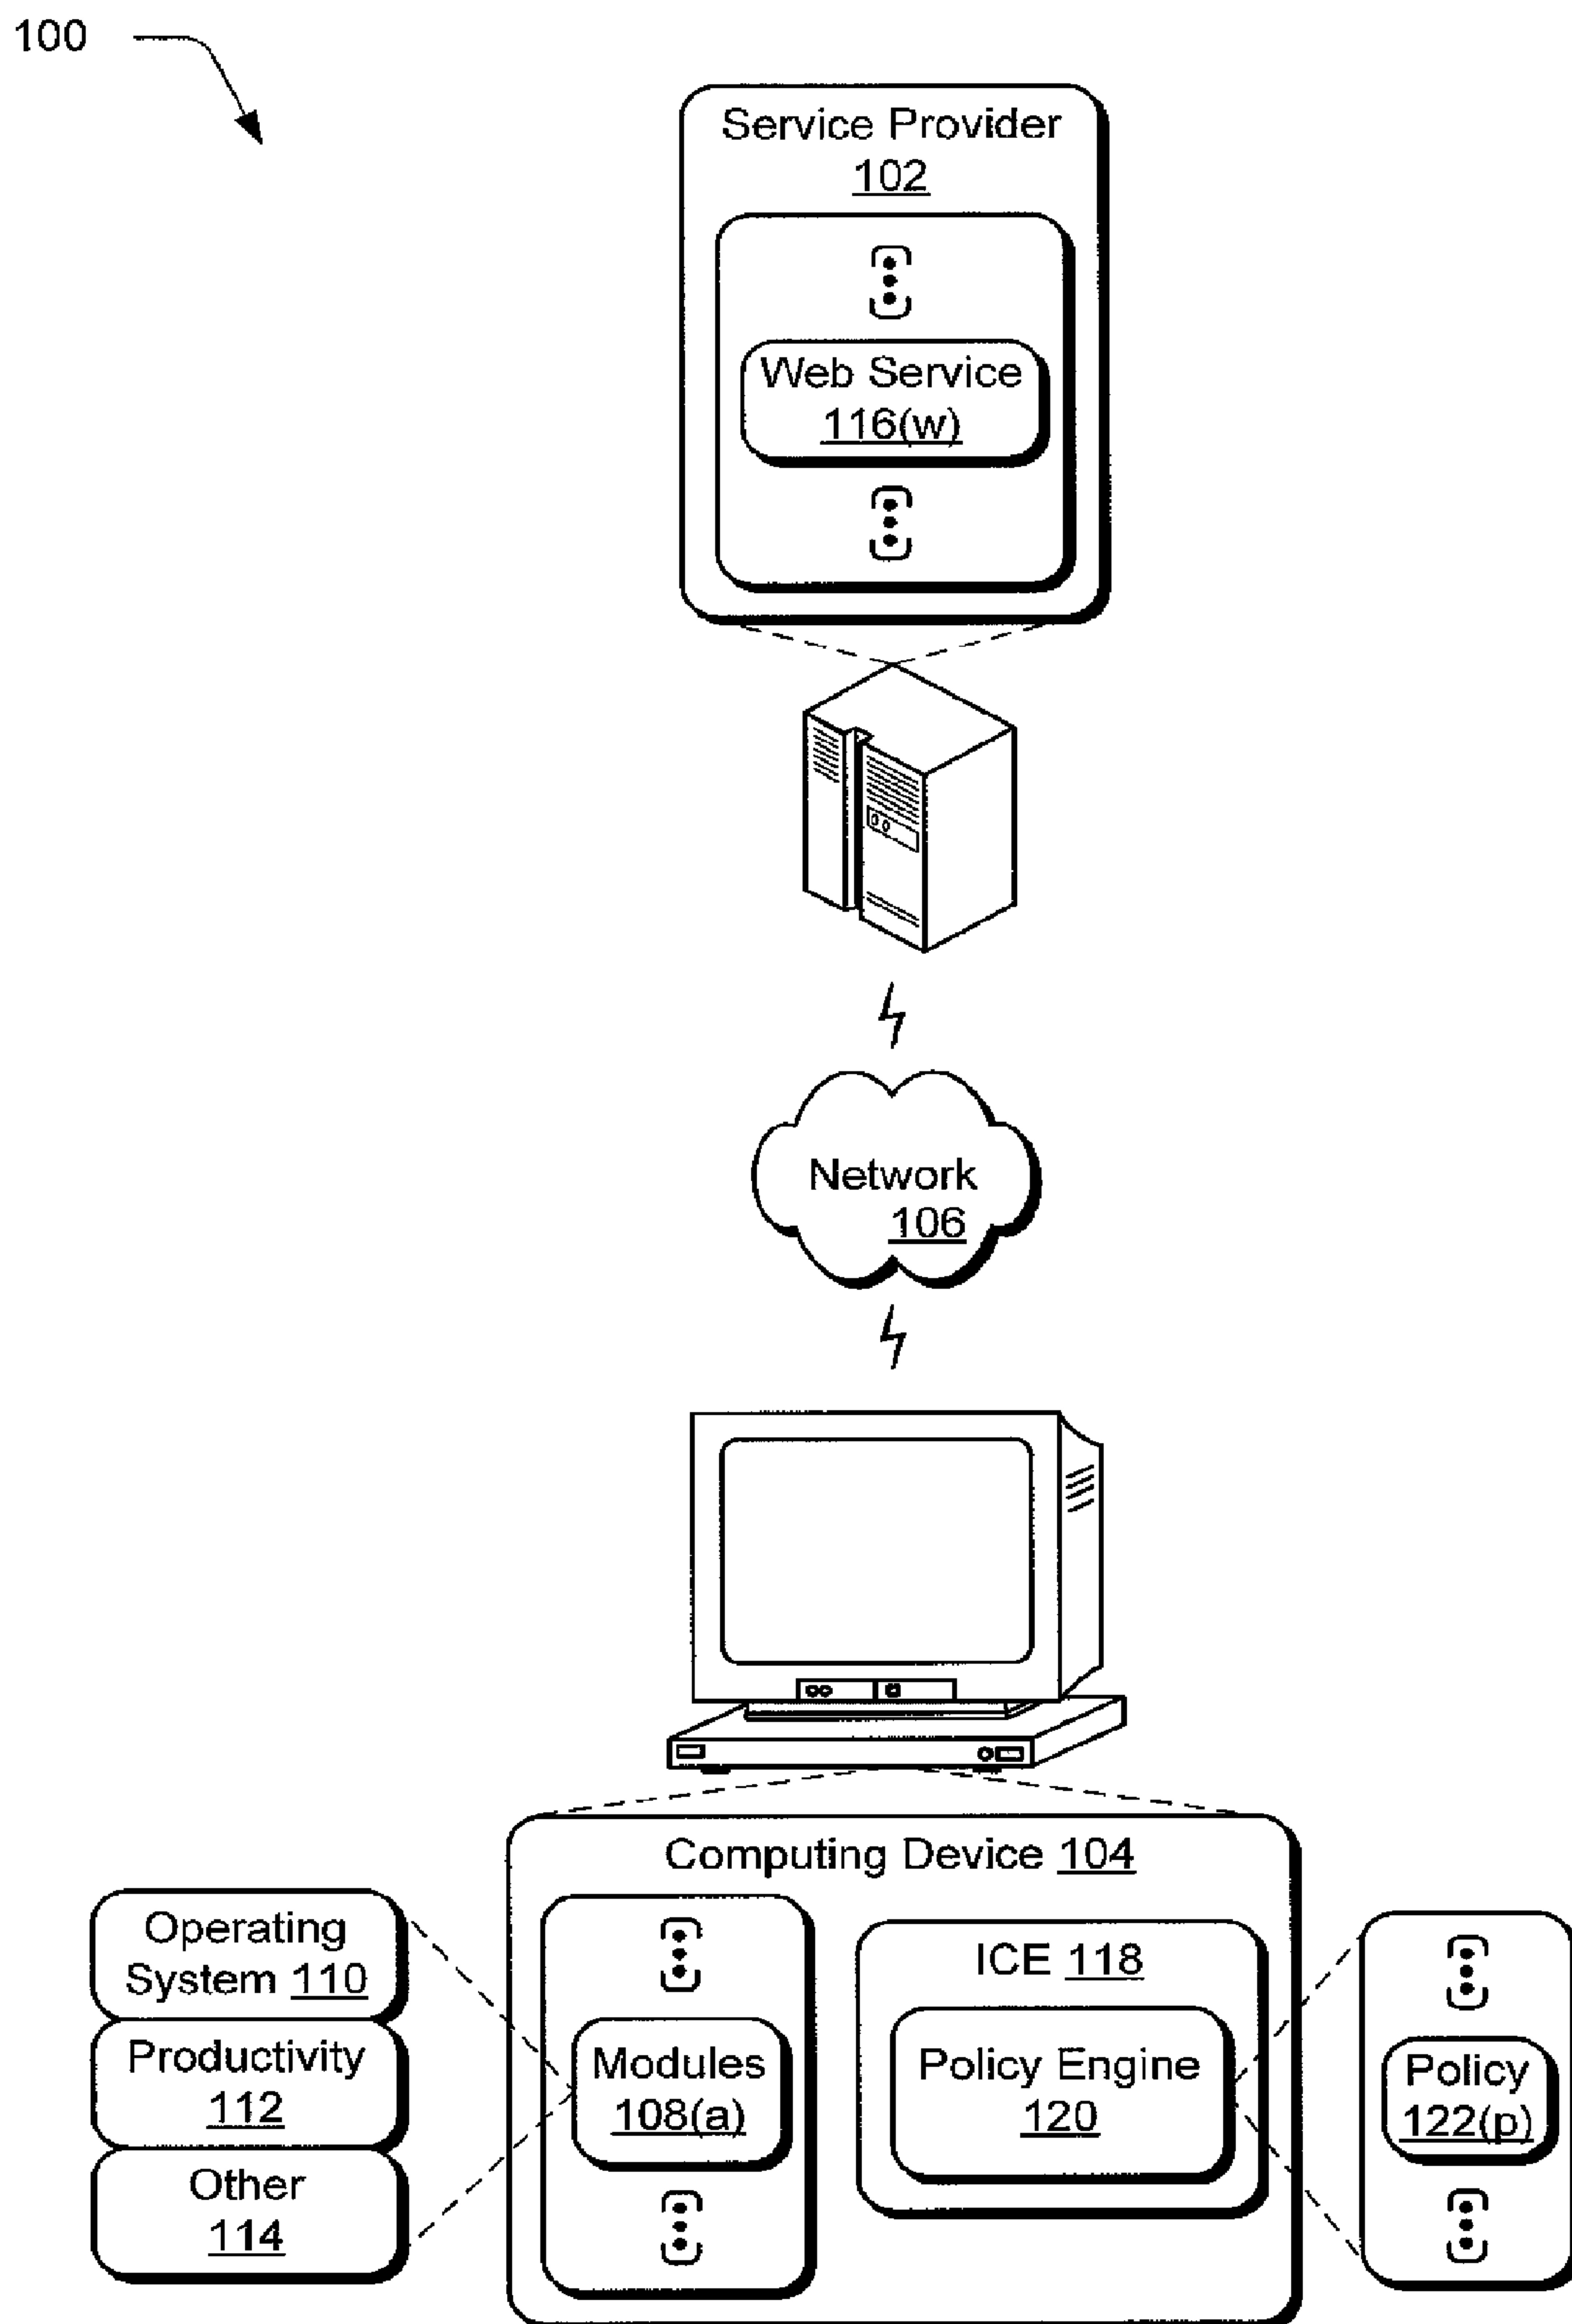 100
Service Provider
102
Web Service
116(w)
Network
106
Computing Device 104
Operating
System 110
Productivity
112
Other
114
Modules
108(a)
ICE 118
Policy Engine
120
Policy
122(p)